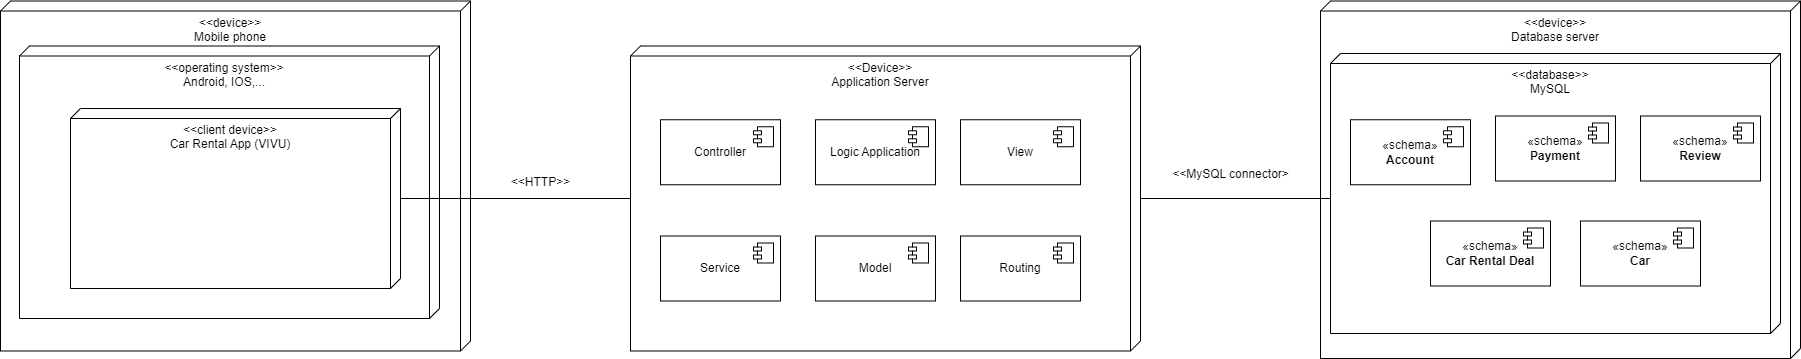 <<device>>
Mobile phone
<<operating system>>
Android, IOS,...
<<client device>>
Car Rental App (VIVU)
<<HTTP>>
<<Device>>
Application Server
Controller
Logic Application
View
Service
Model
Routing
<<MySQL connector>
<<device>>
Database server
<<database>>
MySQL
«schema»
Account
«schema»
Payment
«schema»
Review
«schema»
Car Rental Deal
«schema»
Car